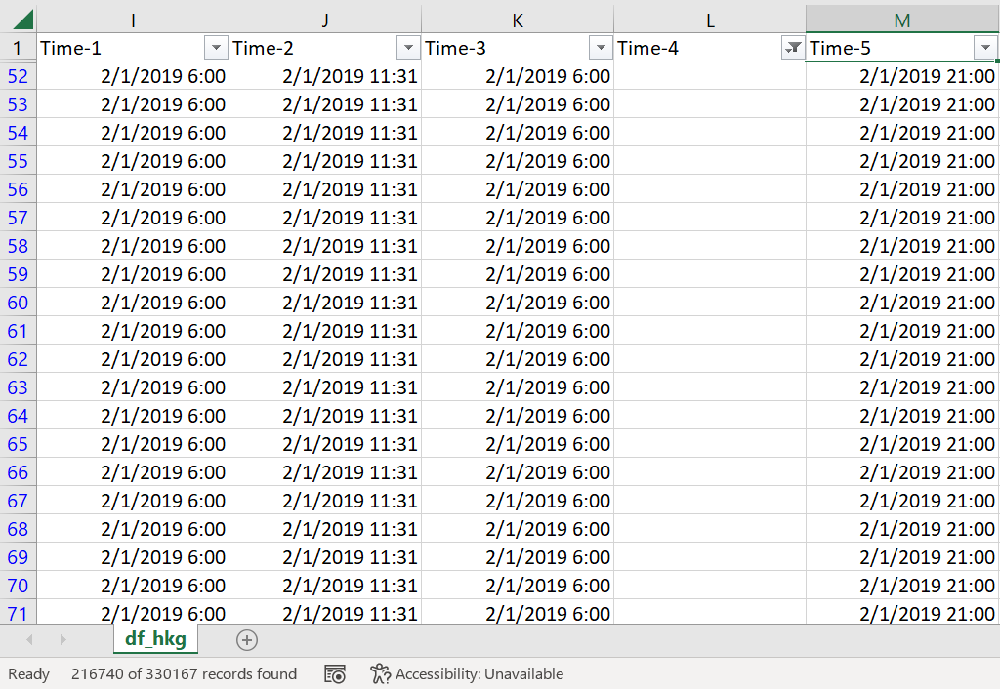 I J K L M
1 Time-1 Time-2 Time-3 Time-4 Time-5
52 2/1/2019 6:00 2/1/2019 11:31 2/1/2019 6:00 2/1/2019 21:00
53 2/1/2019 6:00 2/1/2019 11:31 2/1/2019 6:00 2/1/2019 21:00
54 2/1/2019 6:00 2/1/2019 11:31 2/1/2019 6:00 2/1/2019 21:00
55 2/1/2019 6:00 2/1/2019 11:31 2/1/2019 6:00 2/1/2019 21:00
56 2/1/2019 6:00 2/1/2019 11:31 2/1/2019 6:00 2/1/2019 21:00
57 2/1/2019 6:00 2/1/2019 11:31 2/1/2019 6:00 2/1/2019 21:00
58 2/1/2019 6:00 2/1/2019 11:31 2/1/2019 6:00 2/1/2019 21:00
59 2/1/2019 6:00 2/1/2019 11:31 2/1/2019 6:00 2/1/2019 21:00
60 2/1/2019 6:00 2/1/2019 11:31 2/1/2019 6:00 2/1/2019 21:00
61 2/1/2019 6:00 2/1/2019 11:31 2/1/2019 6:00 2/1/2019 21:00
62 2/1/2019 6:00 2/1/2019 11:31 2/1/2019 6:00 2/1/2019 21:00
63 2/1/2019 6:00 2/1/2019 11:31 2/1/2019 6:00 2/1/2019 21:00
64 2/1/2019 6:00 2/1/2019 11:31 2/1/2019 6:00 2/1/2019 21:00
65 2/1/2019 6:00 2/1/2019 11:31 2/1/2019 6:00 2/1/2019 21:00
66 2/1/2019 6:00 2/1/2019 11:31 2/1/2019 6:00 2/1/2019 21:00
67 2/1/2019 6:00 2/1/2019 11:31 2/1/2019 6:00 2/1/2019 21:00
68 2/1/2019 6:00 2/1/2019 11:31 2/1/2019 6:00 2/1/2019 21:00
69 2/1/2019 6:00 2/1/2019 11:31 2/1/2019 6:00 2/1/2019 21:00
70 2/1/2019 6:00 2/1/2019 11:31 2/1/2019 6:00 2/1/2019 21:00
71 2/1/2019 6:00 2/1/2019 11:31 2/1/2019 6:00 2/1/2019 21:00
df_hkg
Ready 216740 of 330167 records found Accessibility: Unavailable